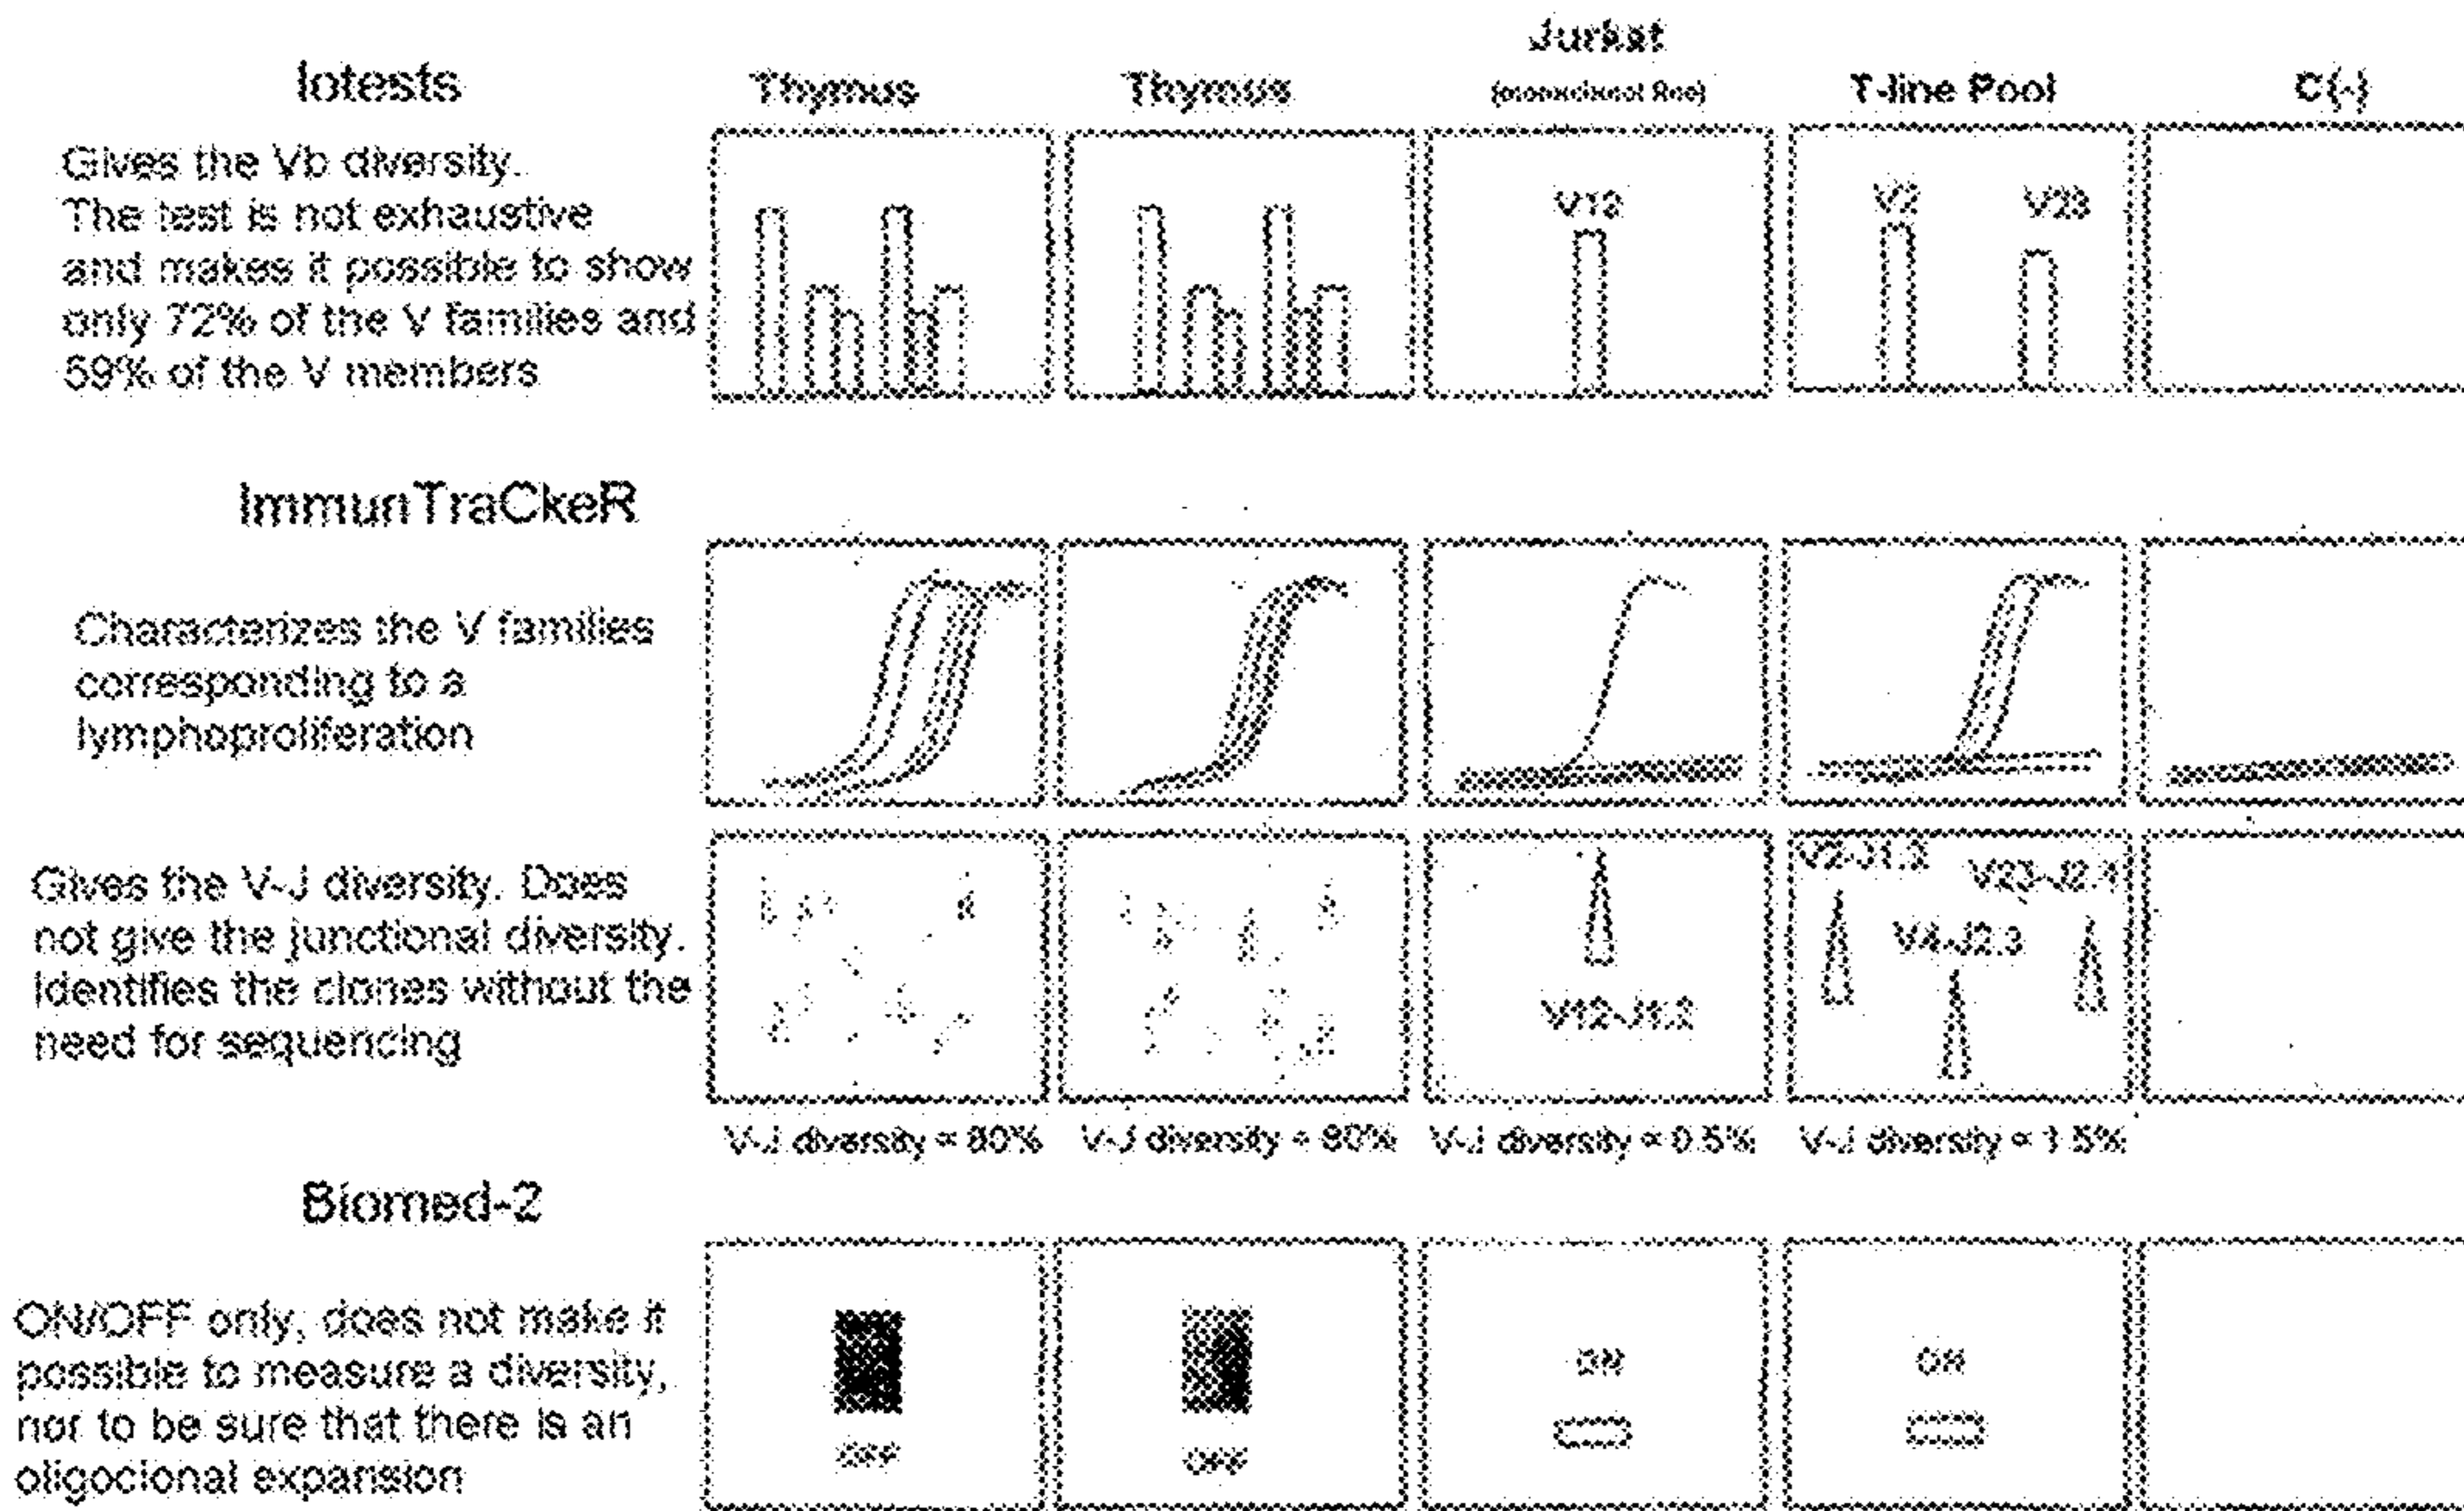 Iotests
Thymus
Thymus
Jurkat
(monoclonal line)
T-line Pool
C(-)
Gives the Vb diversity.
The test is not exhaustive
and makes it possible to show
only 72% of the V families and
59% of the V members
V12
V2
V23
ImmunTraCkeR
Characterizes the V families
corresponding to a
lymphoproliferation
Gives the V-J diversity. Does
not give the junctional diversity.
Identifies the clones without the
need for sequencing
V12-J1.2
V2-J1.3
V23-J2.1
V4-J2.3
V-J diversity = 80%
V-J diversity = 80%
V-J diversity = 0.5%
V-J diversity = 1.5%
Biomed-2
ON/OFF only, does not make it
possible to measure a diversity,
nor to be sure that there is an
oligoclonal expansion
OFF
OFF
ON
ON